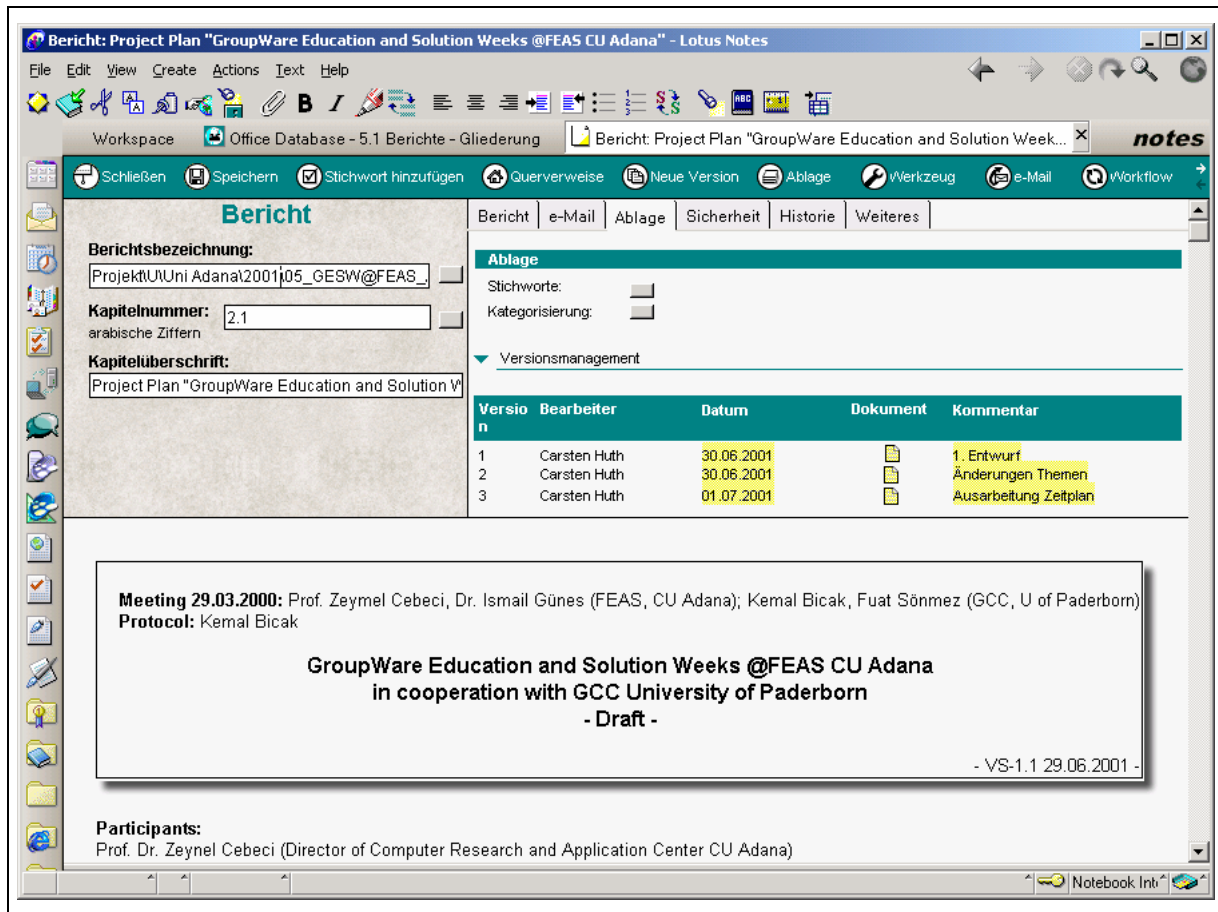 Bericht: Project Plan "GroupWare Education and Solution Weeks @FEAS CU Adana" - Lotus Notes
File Edit View Create Actions Text Help
Workspace Office Database - 5.1 Berichte - Gliederung Bericht: Project Plan "GroupWare Education and Solution Week... notes
Schließen Speichern Stichwort hinzufügen Querverweise Neue Version Ablage Werkzeug e-Mail Workflow
Bericht
Berichtsbezeichnung:
Projekt\U\Uni Adana\2001\05_GESW@FEAS_
Kapitelnummer: 2.1
arabische Ziffern
Kapitelüberschrift:
Project Plan "GroupWare Education and Solution W
Bericht e-Mail Ablage Sicherheit Historie Weiteres
Ablage
Stichworte:
Kategorisierung:
Versionsmanagement
Versio Bearbeiter Datum Dokument Kommentar
n
1 Carsten Huth 30.06.2001 1. Entwurf
2 Carsten Huth 30.06.2001 Änderungen Themen
3 Carsten Huth 01.07.2001 Ausarbeitung Zeitplan
Meeting 29.03.2000: Prof. Zeymel Cebeci, Dr. Ismail Günes (FEAS, CU Adana); Kemal Bicak, Fuat Sönmez (GCC, U of Paderborn)
Protocol: Kemal Bicak
GroupWare Education and Solution Weeks @FEAS CU Adana
in cooperation with GCC University of Paderborn
- Draft -
- VS-1.1 29.06.2001 -
Participants:
Prof. Dr. Zeynel Cebeci (Director of Computer Research and Application Center CU Adana)
Notebook Int